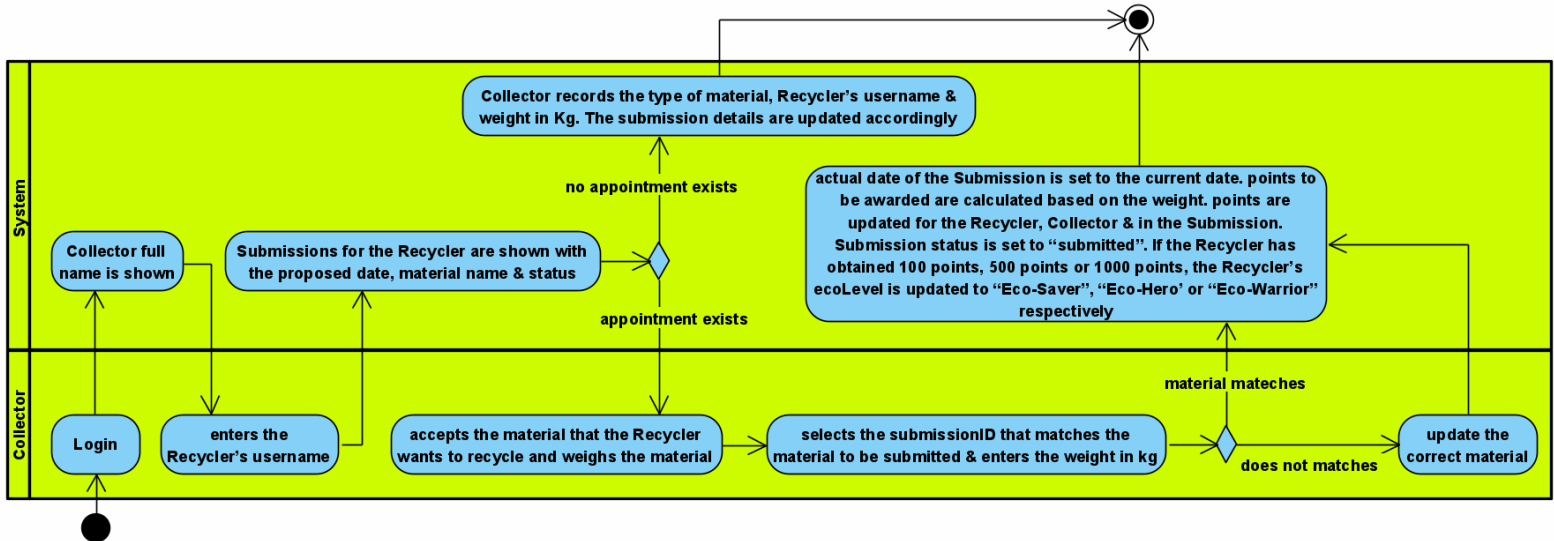 System
Collector records the type of material, Recycler's username &
weight in Kg. The submission details are updated accordingly
no appointment exists
actual date of the Submission is set to the current date. points to
be awarded are calculated based on the weight. points are
updated for the Recycler, Collector & in the Submission.
Submission status is set to “submitted”. If the Recycler has
obtained 100 points, 500 points or 1000 points, the Recycler’s
ecoLevel is updated to “Eco-Saver”, “Eco-Hero’ or “Eco-Warrior”
respectively
Collector full
name is shown
Submissions for the Recycler are shown with
the proposed date, material name & status
appointment exists
Collector
material mateches
Login
enters the
Recycler’s username
accepts the material that the Recycler
wants to recycle and weighs the material
selects the submissionID that matches the
material to be submitted & enters the weight in kg
does not matches
update the
correct material